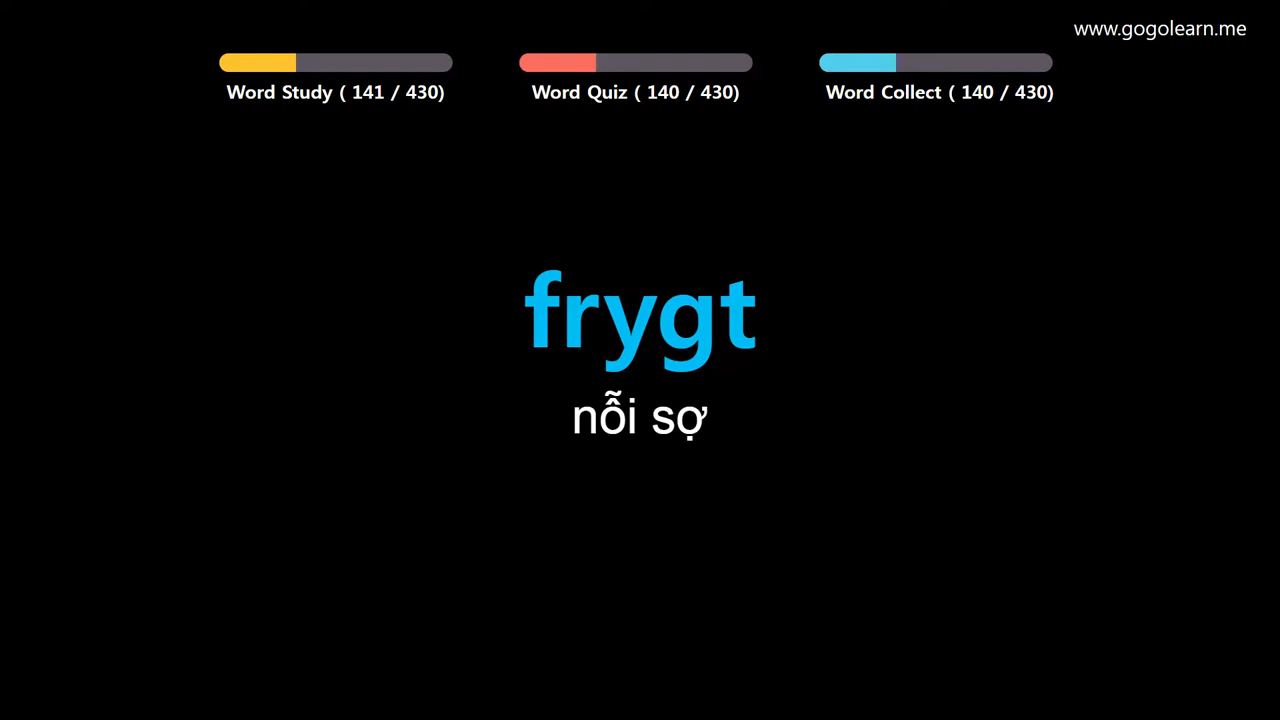 www.gogolearn.me
Word Study ( 141 / 430)
Word Quiz ( 140 / 430)
Word Collect ( 140 / 430)
frygt
nỗi sợ